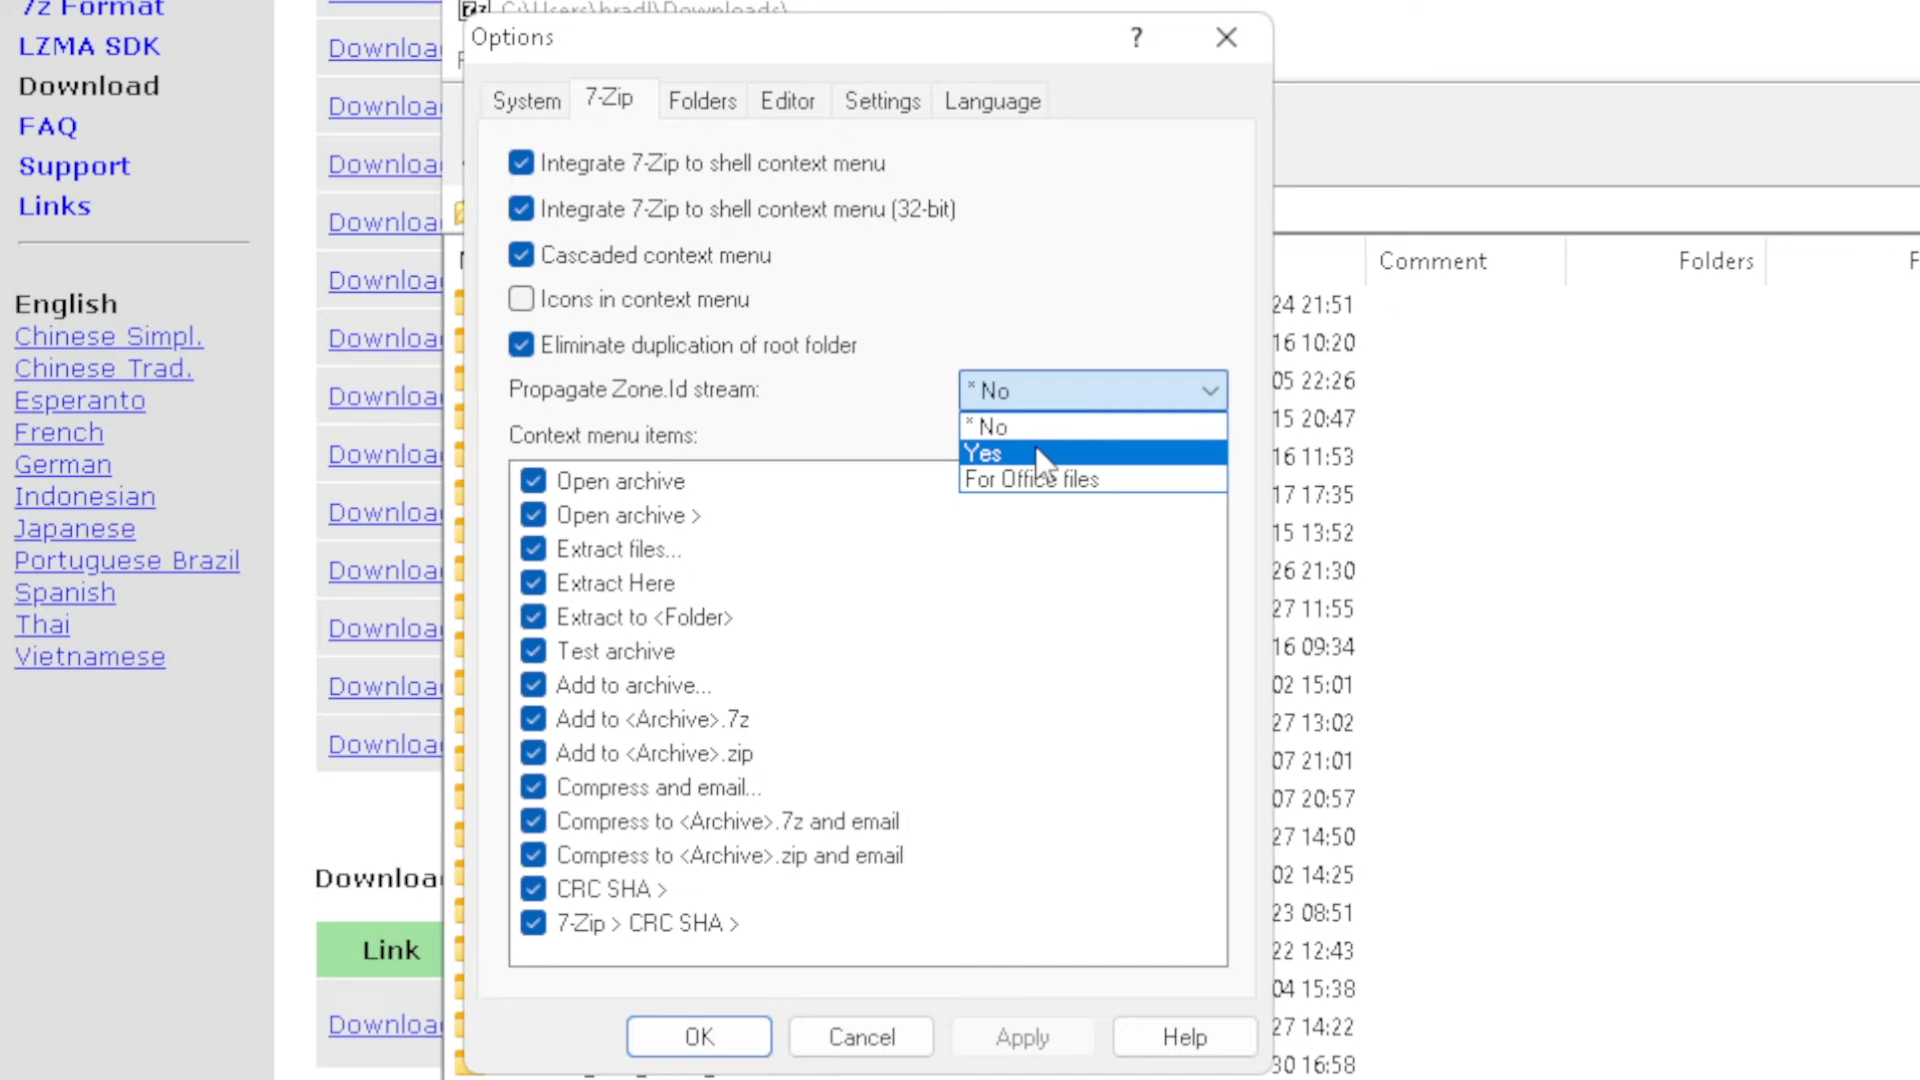 7z Format
LZMA SDK
Download
FAQ
Support
Links
English
Chinese Simpl.
Chinese Trad.
Esperanto
French
German
Indonesian
Japanese
Portuguese Brazil
Spanish
Thai
Vietnamese
Link
C:\Users\bradl\Downloads\
Options
?
System
7-Zip
Folders
Editor
Settings
Language
Integrate 7-Zip to shell context menu
Integrate 7-Zip to shell context menu (32-bit)
Cascaded context menu
Icons in context menu
Eliminate duplication of root folder
Propagate Zone.Id stream:
* No
* No
Yes
For Office files
Context menu items:
Open archive
Open archive >
Extract files...
Extract Here
Extract to <Folder>
Test archive
Add to archive...
Add to <Archive>.7z
Add to <Archive>.zip
Compress and email...
Compress to <Archive>.7z and email
Compress to <Archive>.zip and email
CRC SHA >
7-Zip > CRC SHA >
OK
Cancel
Apply
Help
Comment
Folders
24 21:51
16 10:20
05 22:26
15 20:47
16 11:53
17 17:35
15 13:52
26 21:30
27 11:55
16 09:34
02 15:01
27 13:02
07 21:01
07 20:57
27 14:50
02 14:25
23 08:51
22 12:43
04 15:38
27 14:22
30 16:58